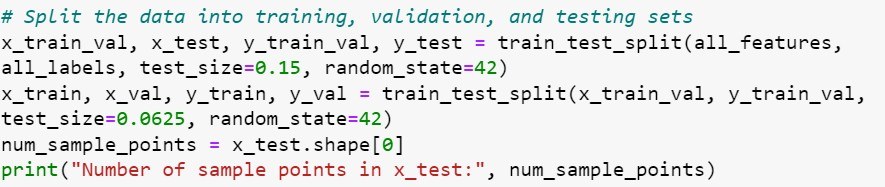 # Split the data into training, validation, and testing sets
x_train_val, x_test, y_train_val, y_test = train_test_split(all_features,
all_labels, test_size=0.15, random_state=42)
x_train, x_val, y_train, y_val = train_test_split(x_train_val, y_train_val,
test_size=0.0625, random_state=42)
num_sample_points = x_test.shape[0]
print("Number of sample points in x_test:", num_sample_points)